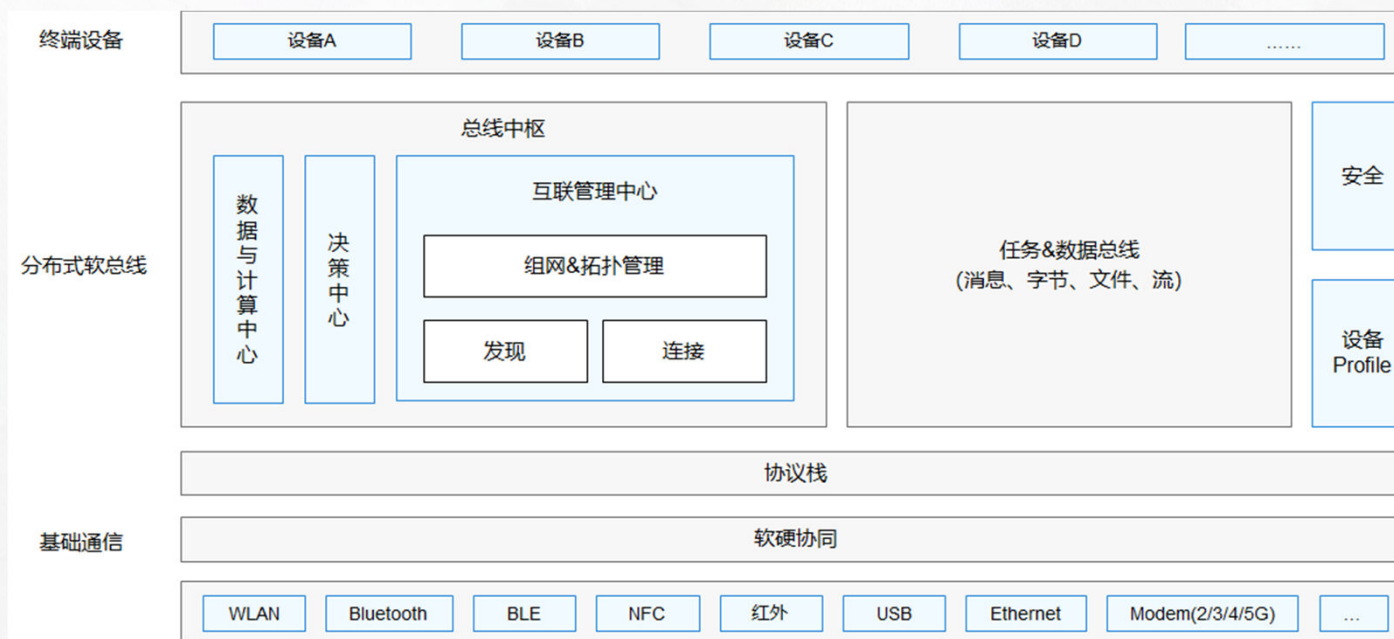 终端设备
设备A
设备B
设备C
设备D
……
分布式软总线
总线中枢
数据与计算中心
决策中心
互联管理中心
组网&拓扑管理
发现
连接
任务&数据总线
(消息、字节、文件、流)
安全
设备
Profile
基础通信
协议栈
软硬协同
WLAN
Bluetooth
BLE
NFC
红外
USB
Ethernet
Modem(2/3/4/5G)
...